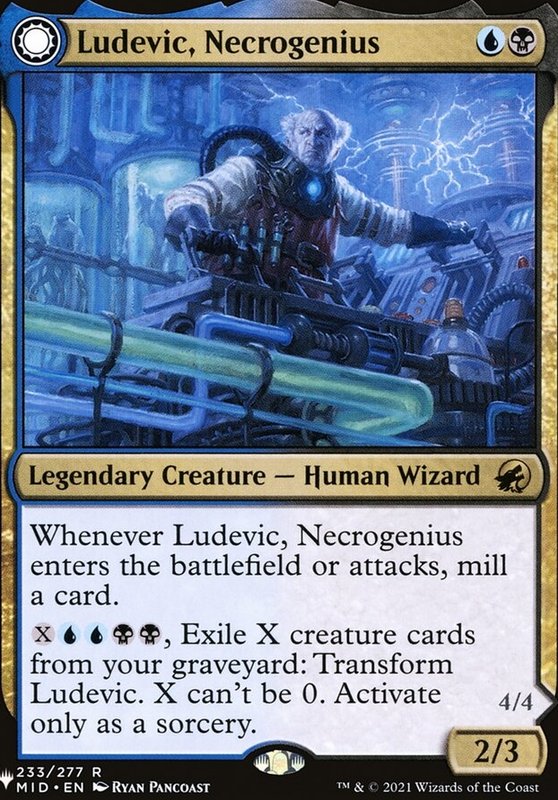 Ludevic, Necrogenius
Legendary Creature — Human Wizard
Whenever Ludevic, Necrogenius
enters the battlefield or attacks, mill
a card.
X, Exile X creature cards
from your graveyard: Transform
Ludevic. X can't be 0. Activate
only as a sorcery.
4/4
2/3
233/277 R
MID • EN Ryan Pancoast
™ & © 2021 Wizards of the Coast